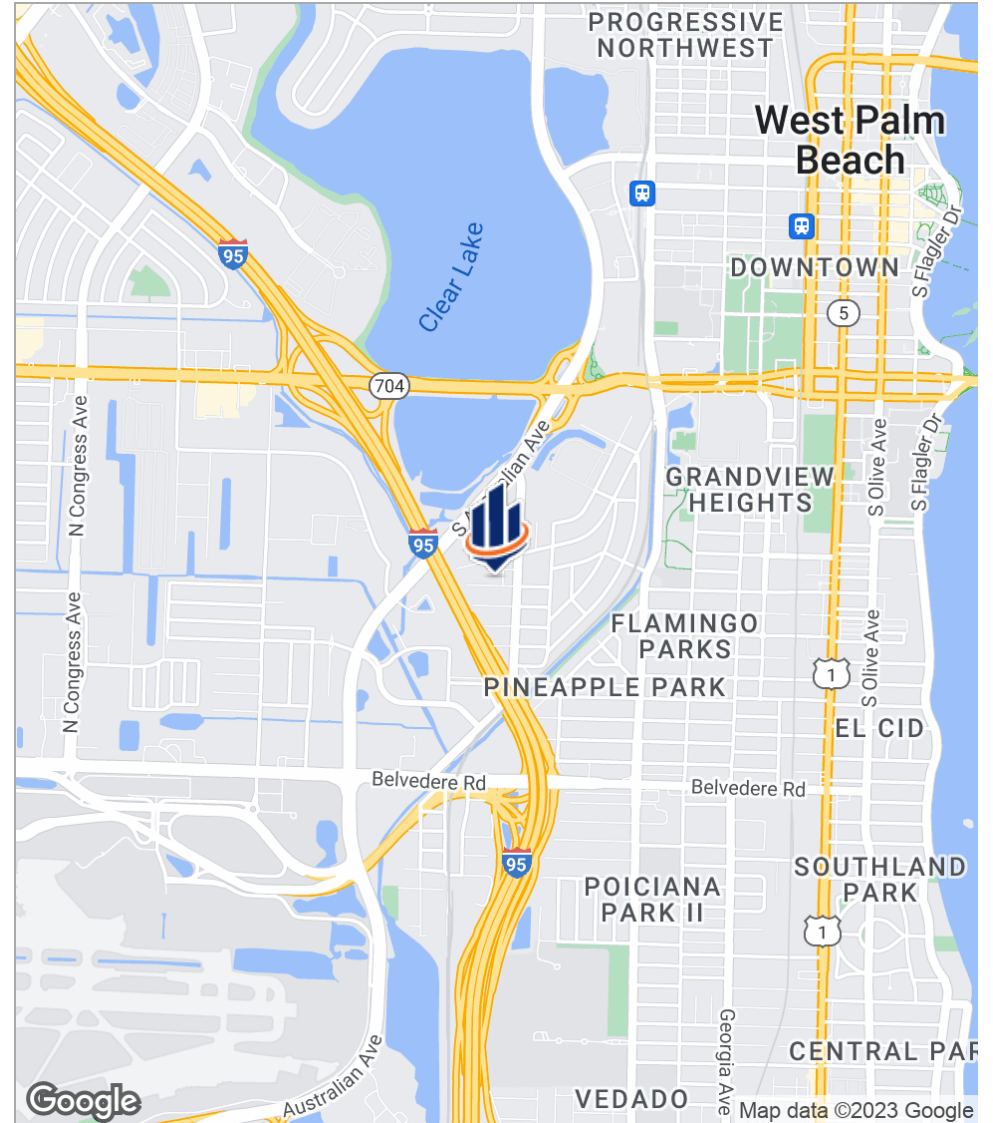 PROGRESSIVE
NORTHWEST
West Palm
Beach
95
Clear Lake
S Flagler Dr
DOWNTOWN
5
704
N Congress Ave
S Australian Ave
S Olive Ave
S Flagler Dr
GRANDVIEW
HEIGHTS
95
N Congress Ave
FLAMINGO
PARKS
S Olive Ave
1
PINEAPPLE PARK
EL CID
Belvedere Rd
Belvedere Rd
95
SOUTHLAND
PARK
POICIANA
PARK II
1
Georgia Ave
CENTRAL PAR
Australian Ave
VEDADO
Google
Map data ©2023 Google